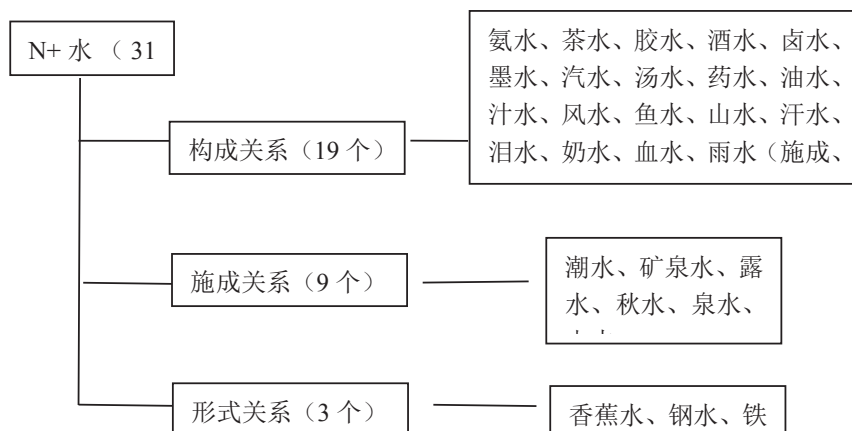 N+ 水（ 31
氨水、茶水、胶水、酒水、卤水、
墨水、汽水、汤水、药水、油水、
汁水、风水、鱼水、山水、汗水、
泪水、奶水、血水、雨水（施成、
构成关系（19 个）
潮水、矿泉水、露
水、秋水、泉水、
施成关系（9 个）
形式关系（3 个）
香蕉水、钢水、铁